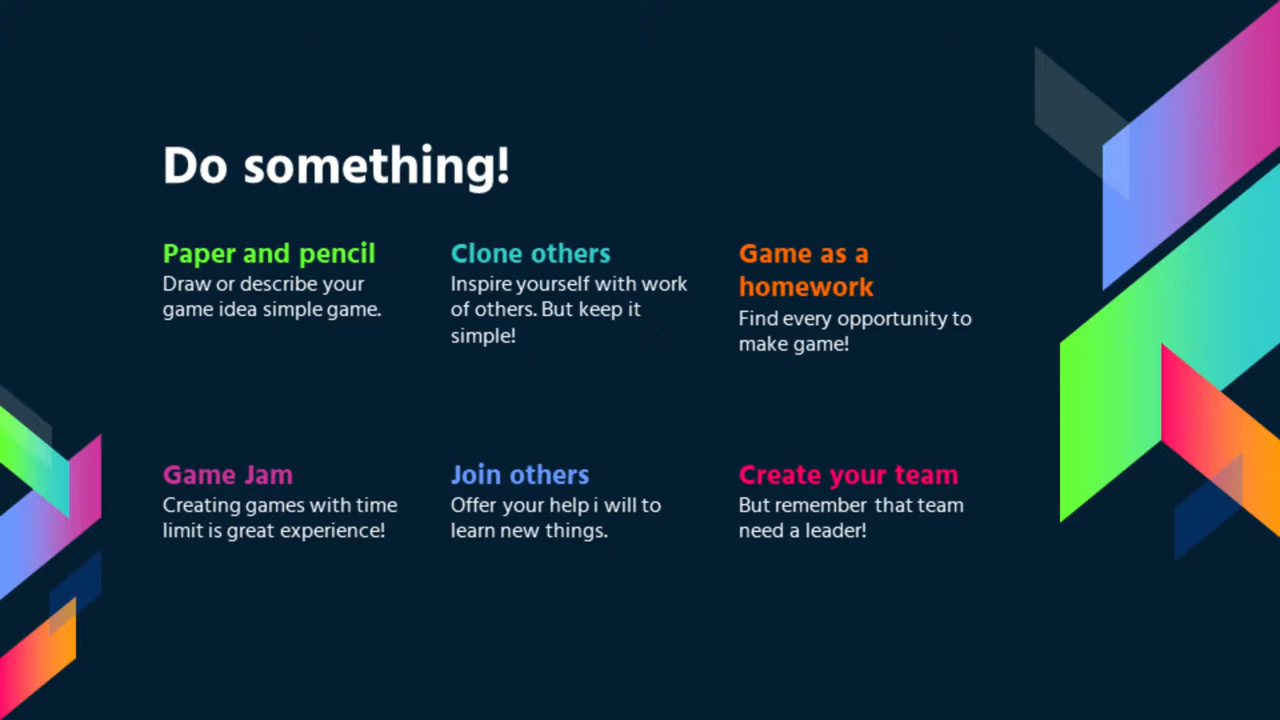 Do something!
Paper and pencil
Draw or describe your
game idea simple game.
Clone others
Inspire yourself with work
of others. But keep it
simple!
Game as a
homework
Find every opportunity to
make game!
Game Jam
Creating games with time
limit is great experience!
Join others
Offer your help i will to
learn new things.
Create your team
But remember that team
need a leader!